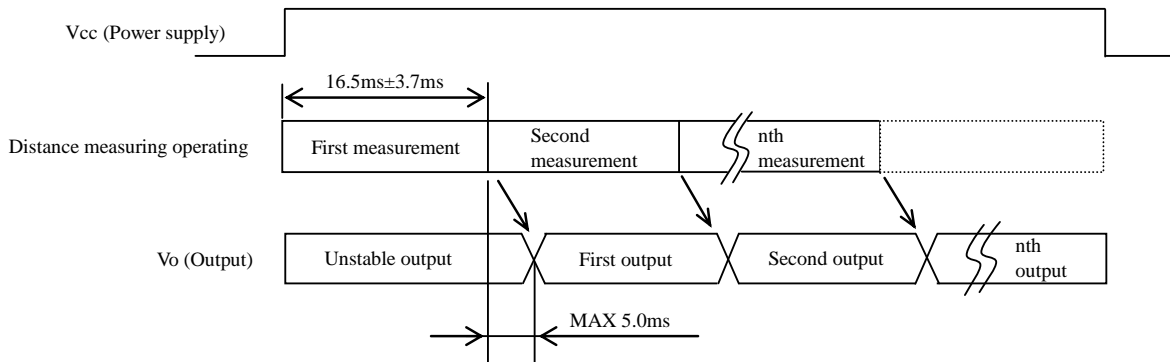 Vcc (Power supply)
16.5ms±3.7ms
Distance measuring operating
First measurement
Second
measurement
nth
measurement
Vo (Output)
Unstable output
First output
Second output
nth
output
MAX 5.0ms